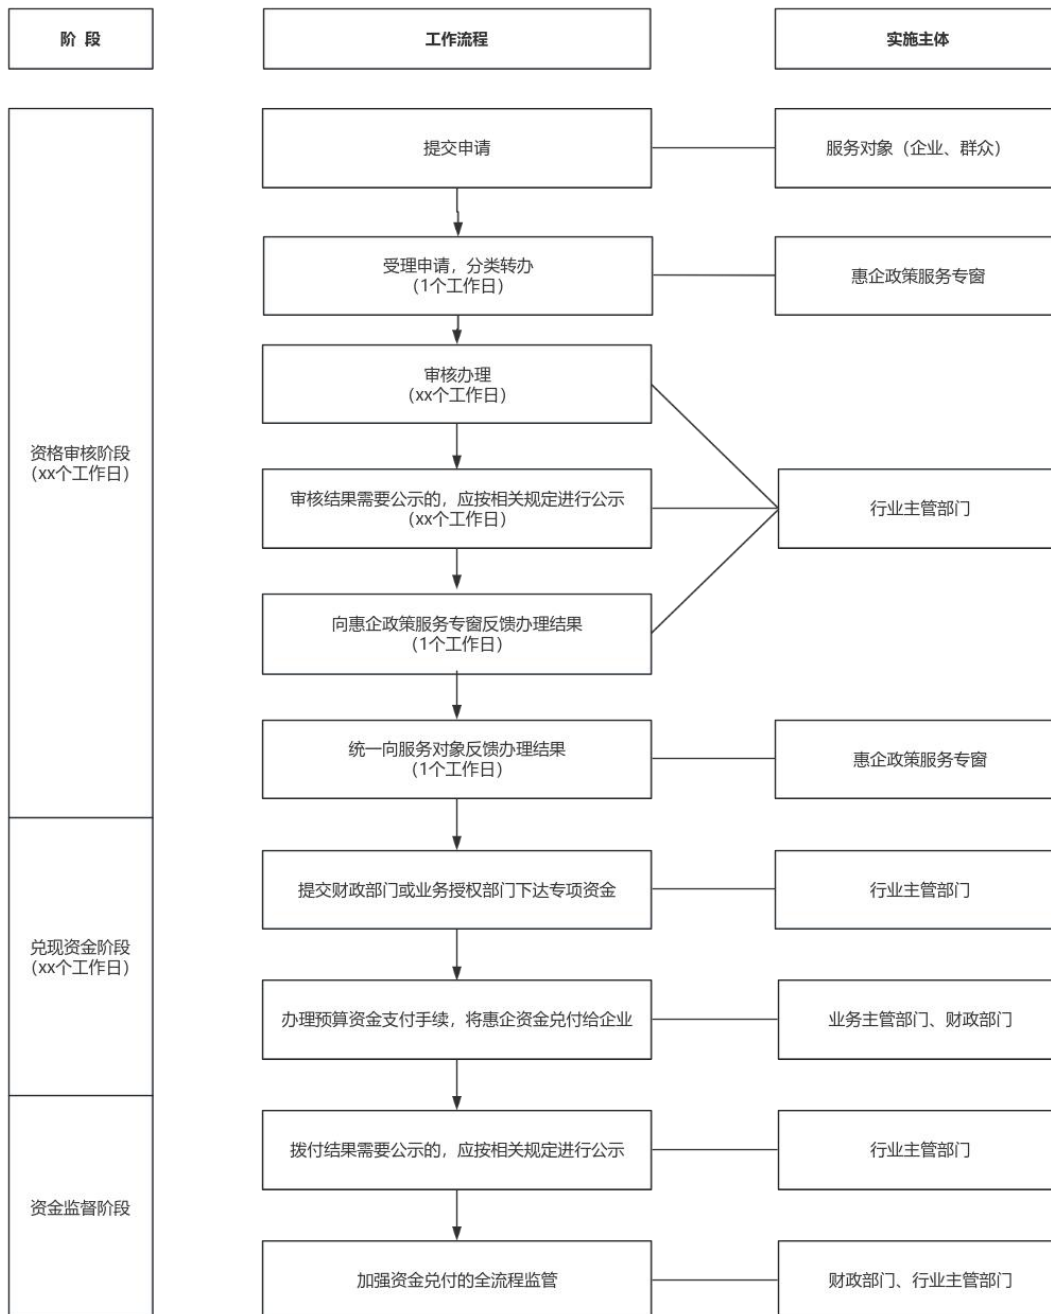 阶 段
工作流程
实施主体
提交申请
服务对象（企业、群众）
受理申请，分类转办
（1个工作日）
惠企政策服务专窗
审核办理
（xx个工作日）
资格审核阶段
（xx个工作日）
审核结果需要公示的，应按相关规定进行公示
（xx个工作日）
行业主管部门
向惠企政策服务专窗反馈办理结果
（1个工作日）
统一向服务对象反馈办理结果
（1个工作日）
惠企政策服务专窗
提交财政部门或业务授权部门下达专项资金
行业主管部门
兑现资金阶段
（xx个工作日）
办理预算资金支付手续，将惠企资金兑付给企业
业务主管部门、财政部门
拨付结果需要公示的，应按相关规定进行公示
行业主管部门
资金监督阶段
加强资金兑付的全流程监管
财政部门、行业主管部门